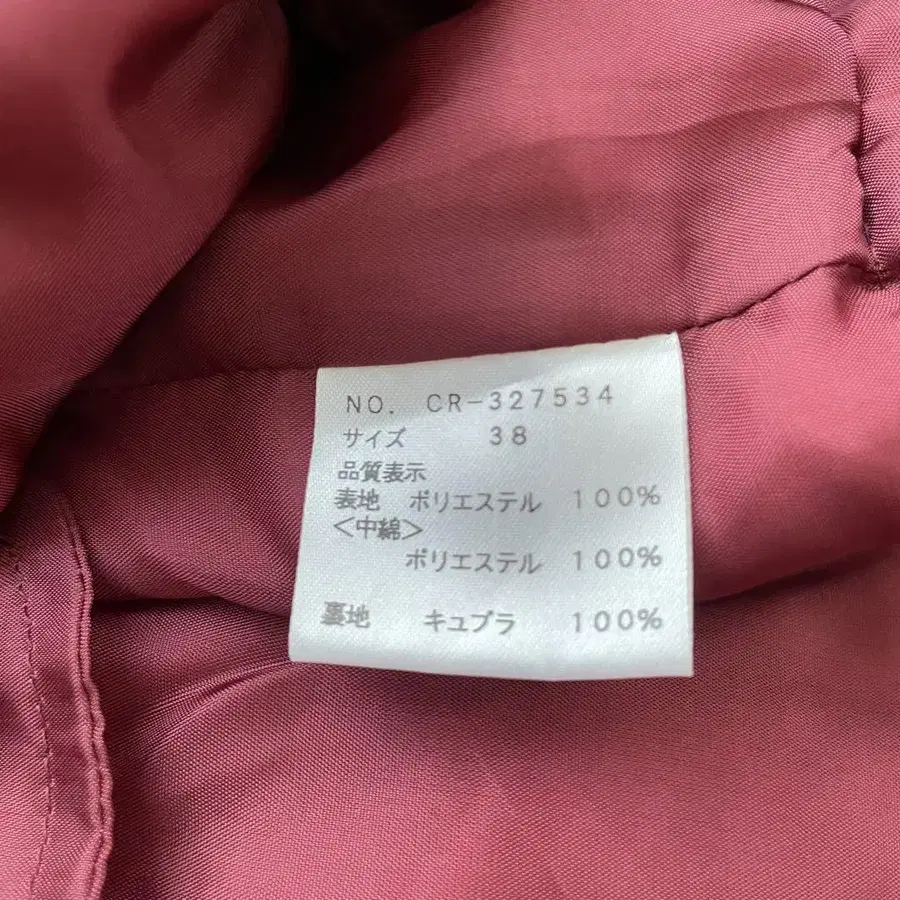 NO. CR-327534
サイズ 38
品質表示
表地 ポリエステル 100%
<中綿>
ポリエステル 100%
裏地 キュプラ 100%